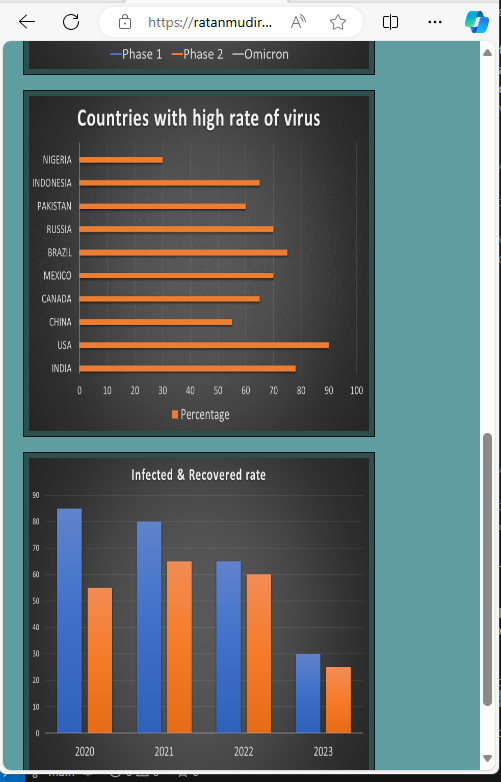 https://ratanmudir...
Phase 1 Phase 2 Omicron
Countries with high rate of virus
NIGERIA
INDONESIA
PAKISTAN
RUSSIA
BRAZIL
MEXICO
CANADA
CHINA
USA
INDIA
0 10 20 30 40 50 60 70 80 90 100
Percentage
Infected & Recovered rate
90
80
70
60
50
40
30
20
10
0
2020 2021 2022 2023